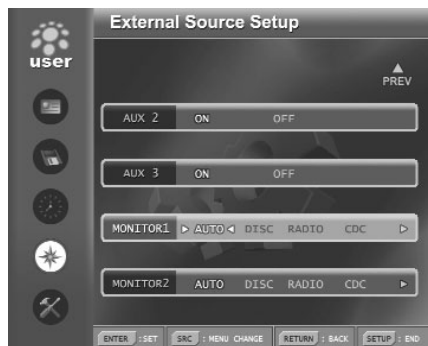 External Source Setup
user
PREV
AUX 2 ON OFF
AUX 3 ON OFF
MONITOR1 AUTO DISC RADIO CDC
MONITOR2 AUTO DISC RADIO CDC
ENTER : SET SRC : MENU CHANGE RETURN : BACK SETUP : END